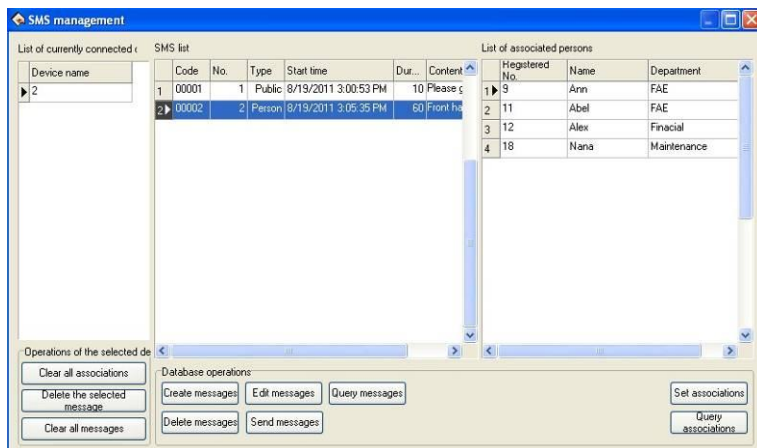 SMS management
List of currently connected (
Device name
2
SMS list
Code No. Type Start time Dur... Content
1 00001 1 Public 8/19/2011 3:00:53 PM 10 Please g
2 00002 2 Person 8/19/2011 3:05:35 PM 60 Front ha
List of associated persons
Registered No. Name Department
1 9 Ann FAE
2 11 Abel FAE
3 12 Alex Finacial
4 18 Nana Maintenance
Operations of the selected de
Clear all associations
Delete the selected
message
Clear all messages
Database operations
Create messages Edit messages Query messages
Delete messages Send messages
Set associations
Query
associations